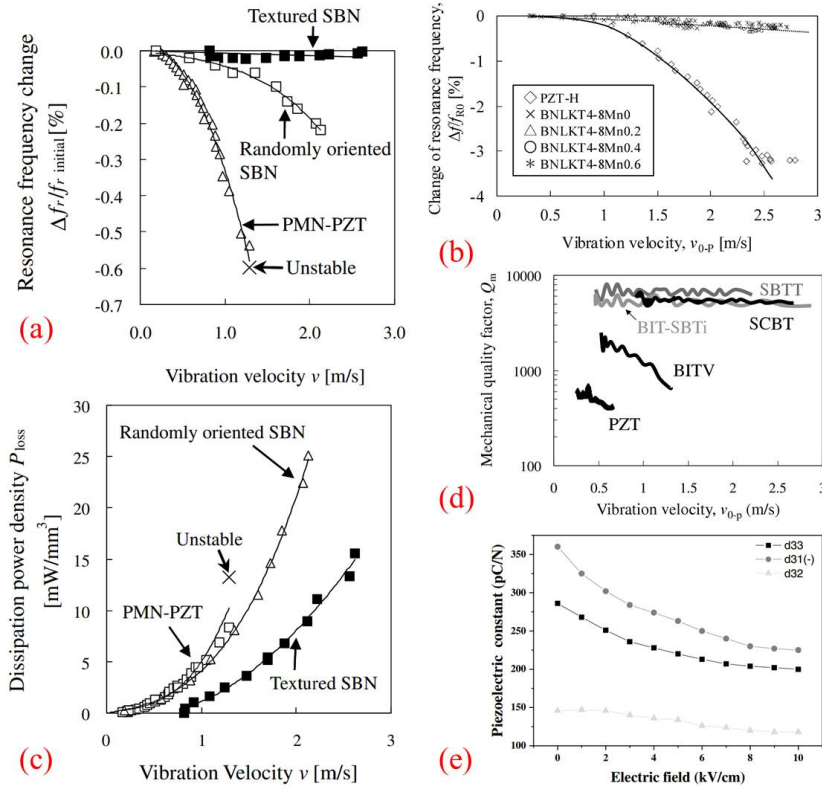 (a)
Resonance frequency change
Δfr/fr initial [%]
0.0
-0.1
-0.2
-0.3
-0.4
-0.5
-0.6
-0.7
Textured SBN
Randomly oriented
SBN
PMN-PZT
Unstable
0.0
1.0
2.0
3.0
Vibration velocity v [m/s]
(b)
Change of resonance frequency,
Δf/fR0 [%]
0
-1
-2
-3
-4
◇ PZT-H
× BNLKT4-8Mn0
△ BNLKT4-8Mn0.2
○ BNLKT4-8Mn0.4
* BNLKT4-8Mn0.6
0
0.5
1
1.5
2
2.5
3
Vibration velocity, v0-P [m/s]
(c)
Dissipation power density Ploss
[mW/mm³]
30
25
20
15
10
5
0
Randomly oriented SBN
Unstable
PMN-PZT
Textured SBN
0
1
2
3
Vibration Velocity v [m/s]
(d)
Mechanical quality factor, Qm
10000
1000
100
SBTT
BIT-SBTi
SCBT
BITV
PZT
0
0.5
1
1.5
2
2.5
3
Vibration velocity, v0-p (m/s)
(e)
Piezoelectric constant (pC/N)
350
300
250
200
150
100
d33
d31(-)
d32
0
2
4
6
8
10
Electric field (kV/cm)